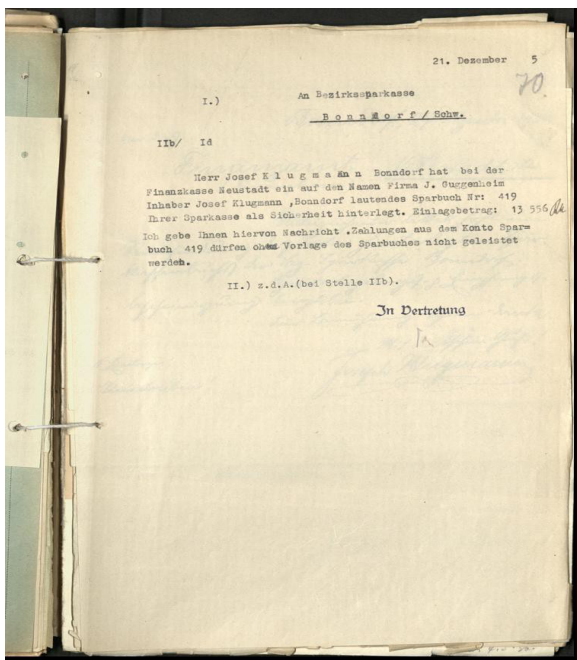 21. Dezember 5
70.
I.) An Bezirkssparkasse
Bonndorf/Schw.
IIb/ Id
Herr Josef Klugmann Bonndorf hat bei der
Finanzkasse Neustadt ein auf den Namen Firma J. Guggenheim
Inhaber Josef Klugmann ,Bonndorf lautendes Sparbuch Nr: 419
Ihrer Sparkasse als Sicherheit hinterlegt. Einlagebetrag: 13 556
Ich gebe Ihnen hiervon Nachricht .Zahlungen aus dem Konto Spar=
buch 419 dürfen ohne Vorlage des Sparbuches nicht geleistet
werden.
II.) z.d.A.(bei Stelle IIb).
In Vertretung